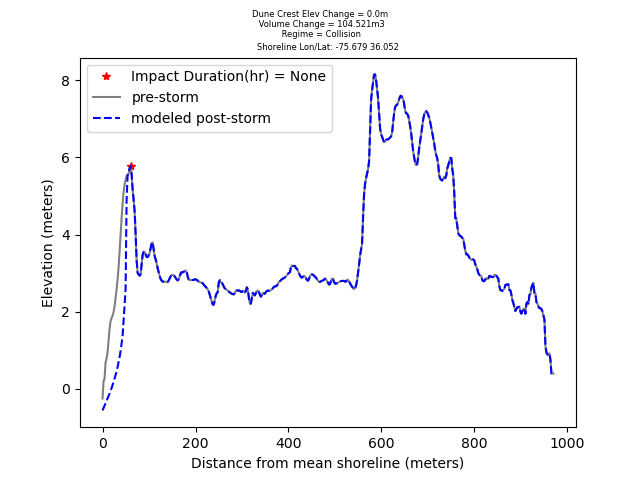 Dune Crest Elev Change = 0.0m
Volume Change = 104.521m3
Regime = Collision
Shoreline Lon/Lat: -75.679 36.052
Impact Duration(hr) = None
pre-storm
modeled post-storm
8
6
4
2
0
Elevation (meters)
0 200 400 600 800 1000
Distance from mean shoreline (meters)